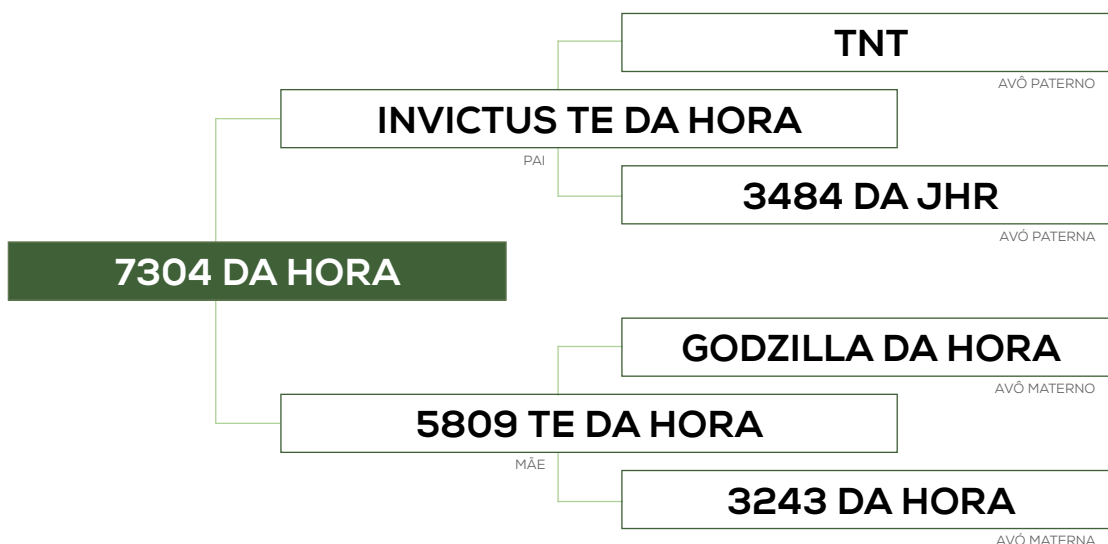 TNT
AVÔ PATERNO
INVICTUS TE DA HORA
PAI
3484 DA JHR
AVÓ PATERNA
7304 DA HORA
GODZILLA DA HORA
AVÔ MATERNO
5809 TE DA HORA
MÃE
3243 DA HORA
AVÓ MATERNA